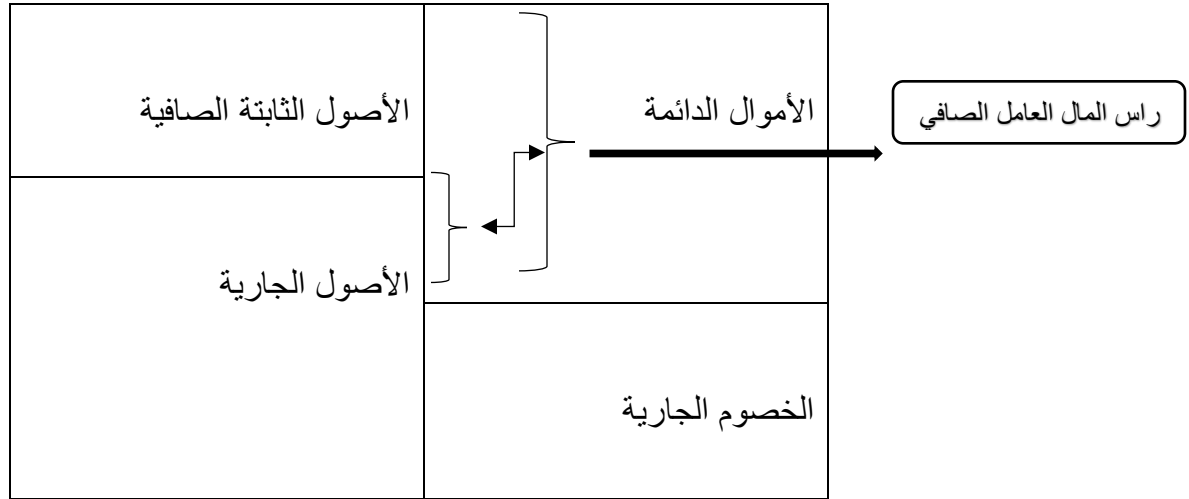 راس المال العامل الصافي
الأموال الدائمة
الأصول الثابتة الصافية
الأصول الجارية
الخصوم الجارية